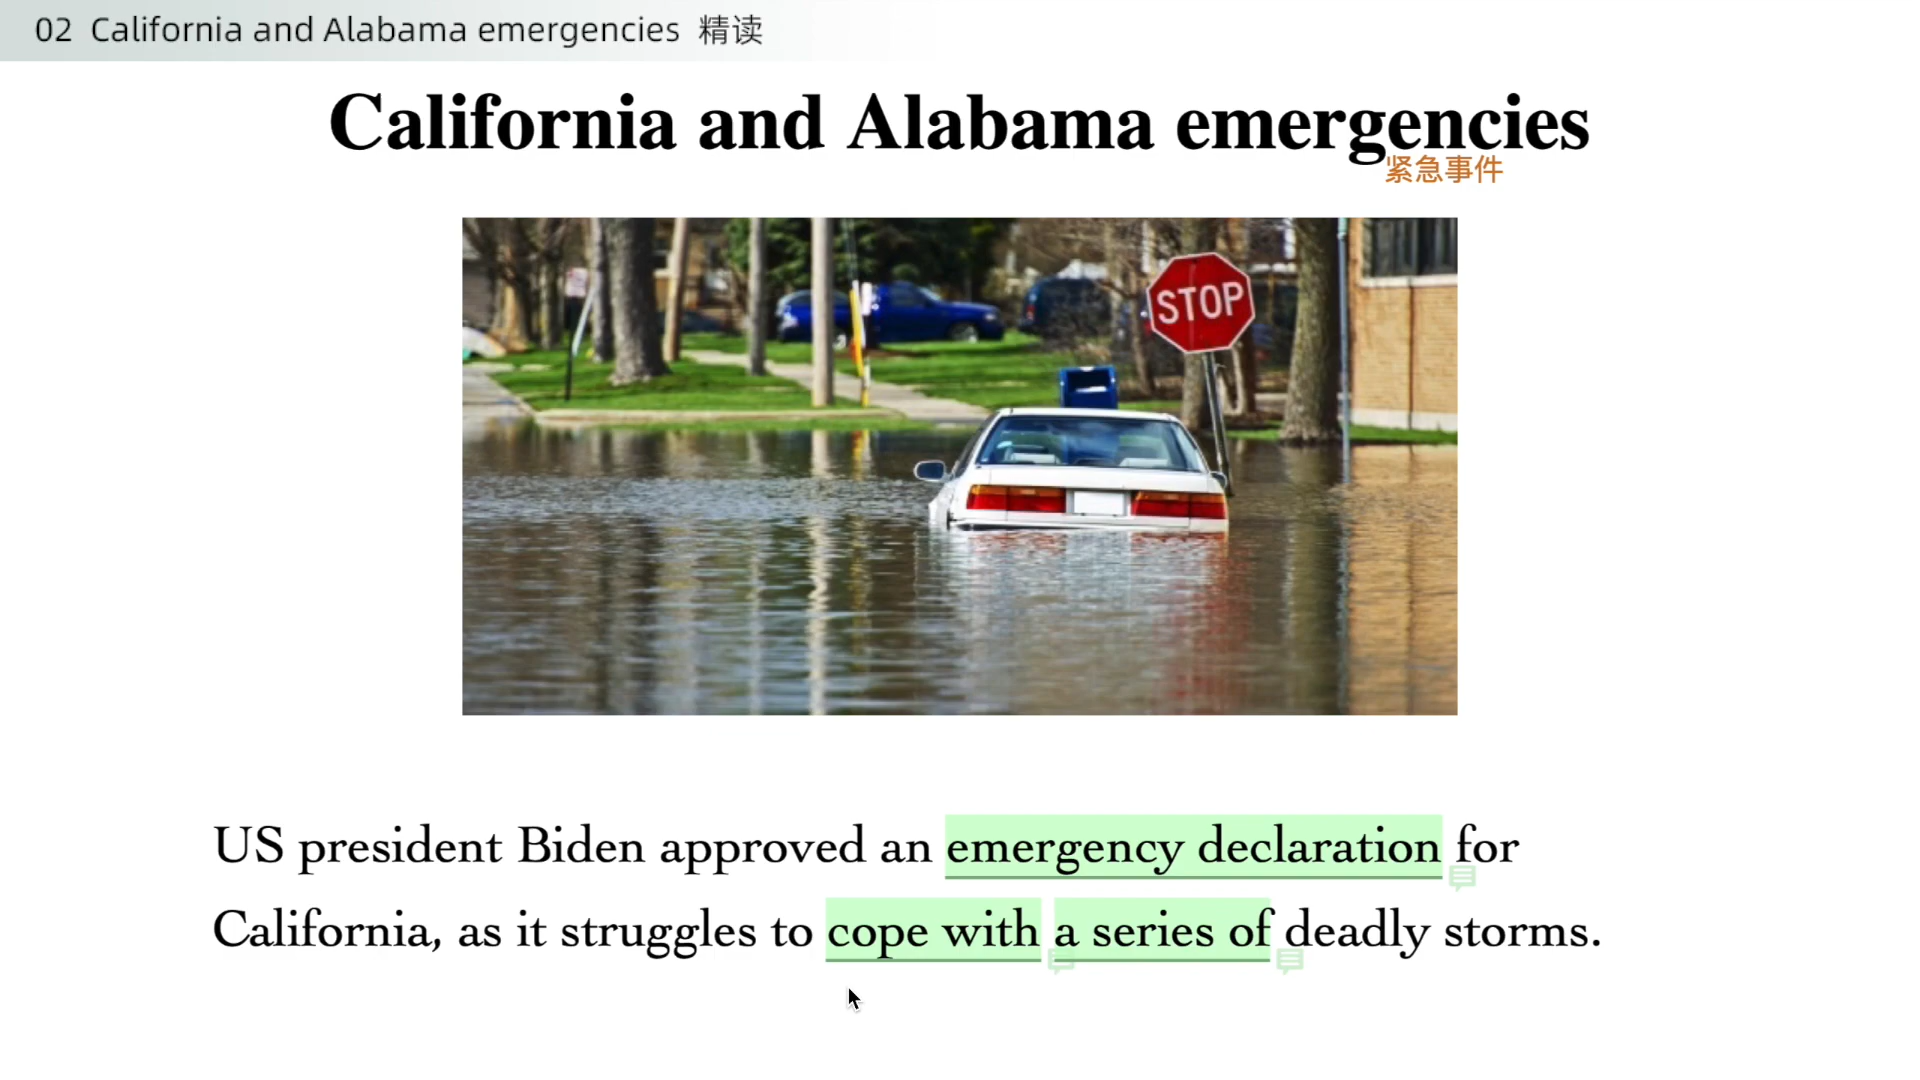 02 California and Alabama emergencies 精读
California and Alabama emergencies
紧急事件
STOP
US president Biden approved an emergency declaration for
California, as it struggles to cope with a series of deadly storms.